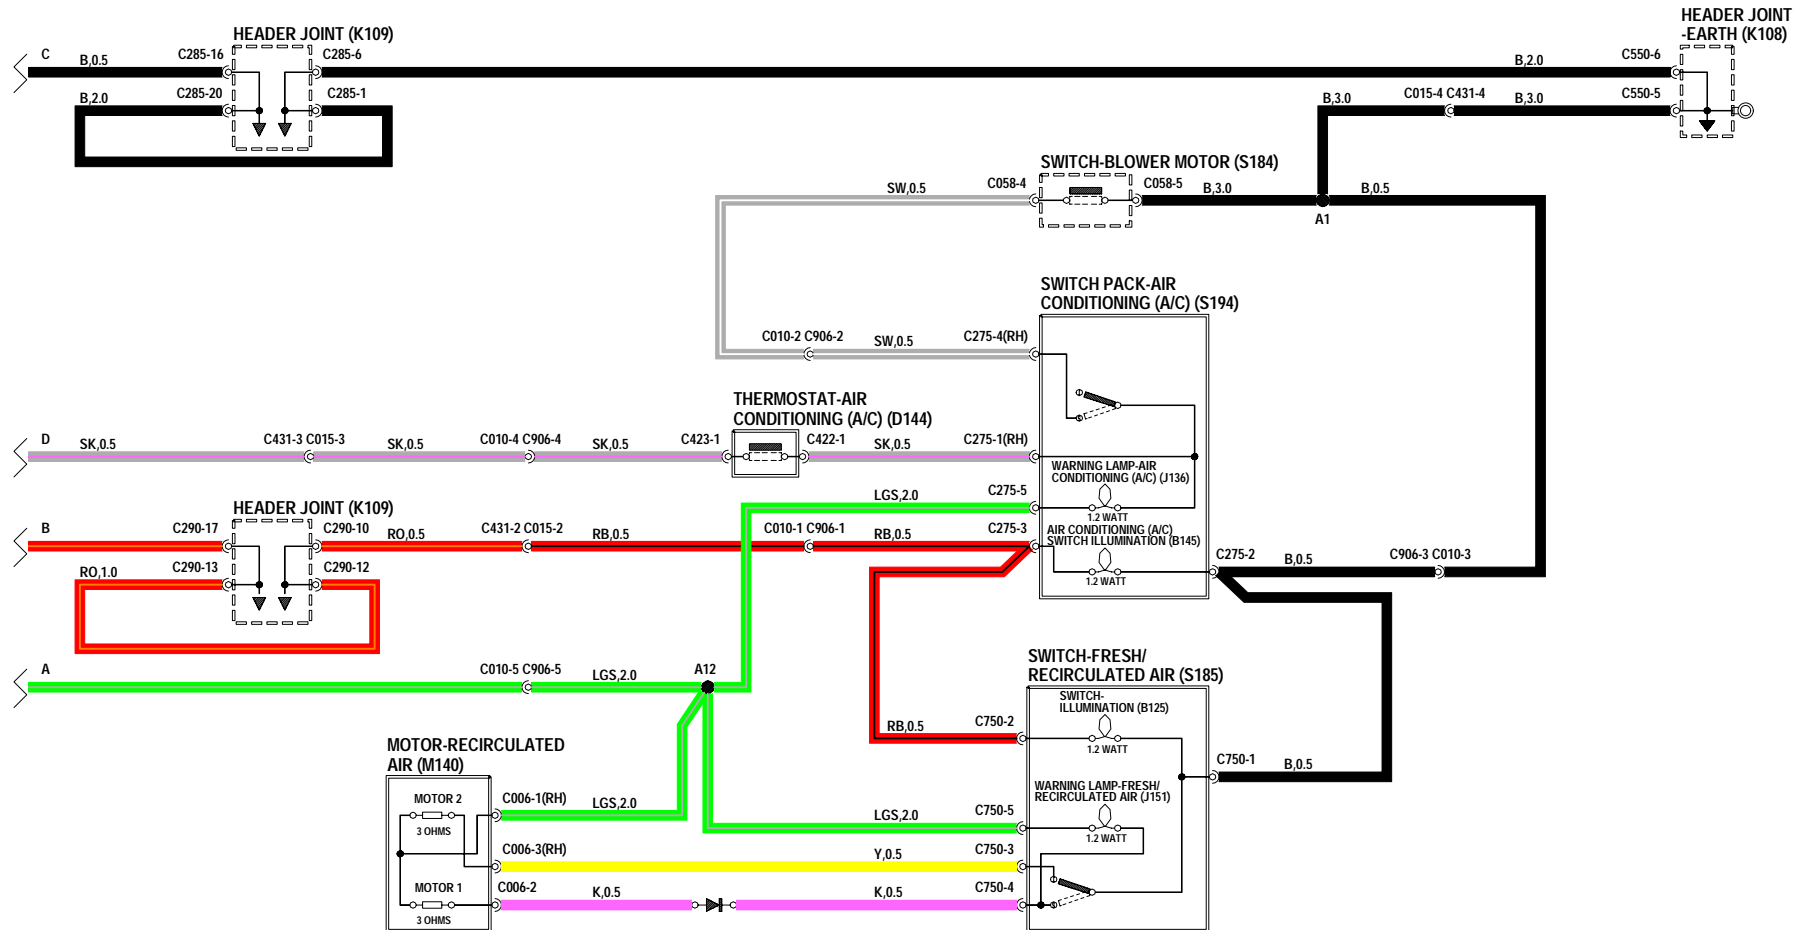 HEADER JOINT
-EARTH (K108)
HEADER JOINT (K109)
C
B,0.5
C285-16
C285-6
B,2.0
C550-6
B,2.0
C285-20
C285-1
B,3.0
C015-4 C431-4
B,3.0
C550-5
SWITCH-BLOWER MOTOR (S184)
SW,0.5
C058-4
C058-5
B,3.0
B,0.5
A1
SWITCH PACK-AIR
CONDITIONING (A/C) (S194)
C010-2 C906-2
SW,0.5
C275-4(RH)
THERMOSTAT-AIR
CONDITIONING (A/C) (D144)
D
SK,0.5
C431-3 C015-3
SK,0.5
C010-4 C906-4
SK,0.5
C423-1
C422-1
SK,0.5
C275-1(RH)
WARNING LAMP-AIR
CONDITIONING (A/C) (J136)
LGS,2.0
C275-5
1.2 WATT
HEADER JOINT (K109)
B
C290-17
C290-10
RO,0.5
C431-2 C015-2
RB,0.5
C010-1 C906-1
RB,0.5
C275-3
AIR CONDITIONING (A/C)
SWITCH ILLUMINATION (B145)
1.2 WATT
C275-2
B,0.5
C906-3 C010-3
RO,1.0
C290-13
C290-12
A
C010-5 C906-5
LGS,2.0
A12
SWITCH-FRESH/
RECIRCULATED AIR (S185)
SWITCH-
ILLUMINATION (B125)
RB,0.5
C750-2
1.2 WATT
C750-1
B,0.5
MOTOR-RECIRCULATED
AIR (M140)
MOTOR 2
3 OHMS
C006-1(RH)
LGS,2.0
WARNING LAMP-FRESH/
RECIRCULATED AIR (J151)
LGS,2.0
C750-5
1.2 WATT
C006-3(RH)
Y,0.5
C750-3
MOTOR 1
3 OHMS
C006-2
K,0.5
K,0.5
C750-4